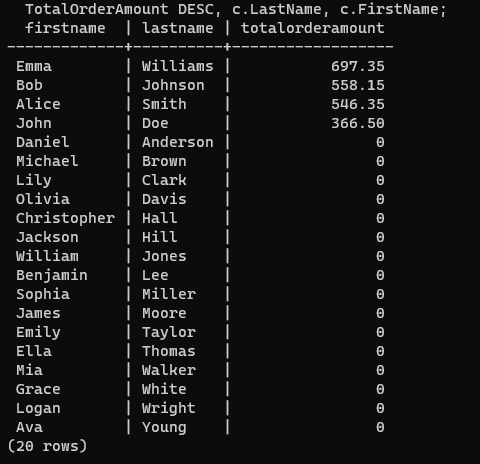 TotalOrderAmount DESC, c.LastName, c.FirstName;
  firstname  | lastname | totalorderamount
-------------+----------+------------------
 Emma        | Williams |           697.35
 Bob         | Johnson  |           558.15
 Alice       | Smith    |           546.35
 John        | Doe      |           366.50
 Daniel      | Anderson |                0
 Michael     | Brown    |                0
 Lily        | Clark    |                0
 Olivia      | Davis    |                0
 Christopher | Hall     |                0
 Jackson     | Hill     |                0
 William     | Jones    |                0
 Benjamin    | Lee      |                0
 Sophia      | Miller   |                0
 James       | Moore    |                0
 Emily       | Taylor   |                0
 Ella        | Thomas   |                0
 Mia         | Walker   |                0
 Grace       | White    |                0
 Logan       | Wright   |                0
 Ava         | Young    |                0
(20 rows)